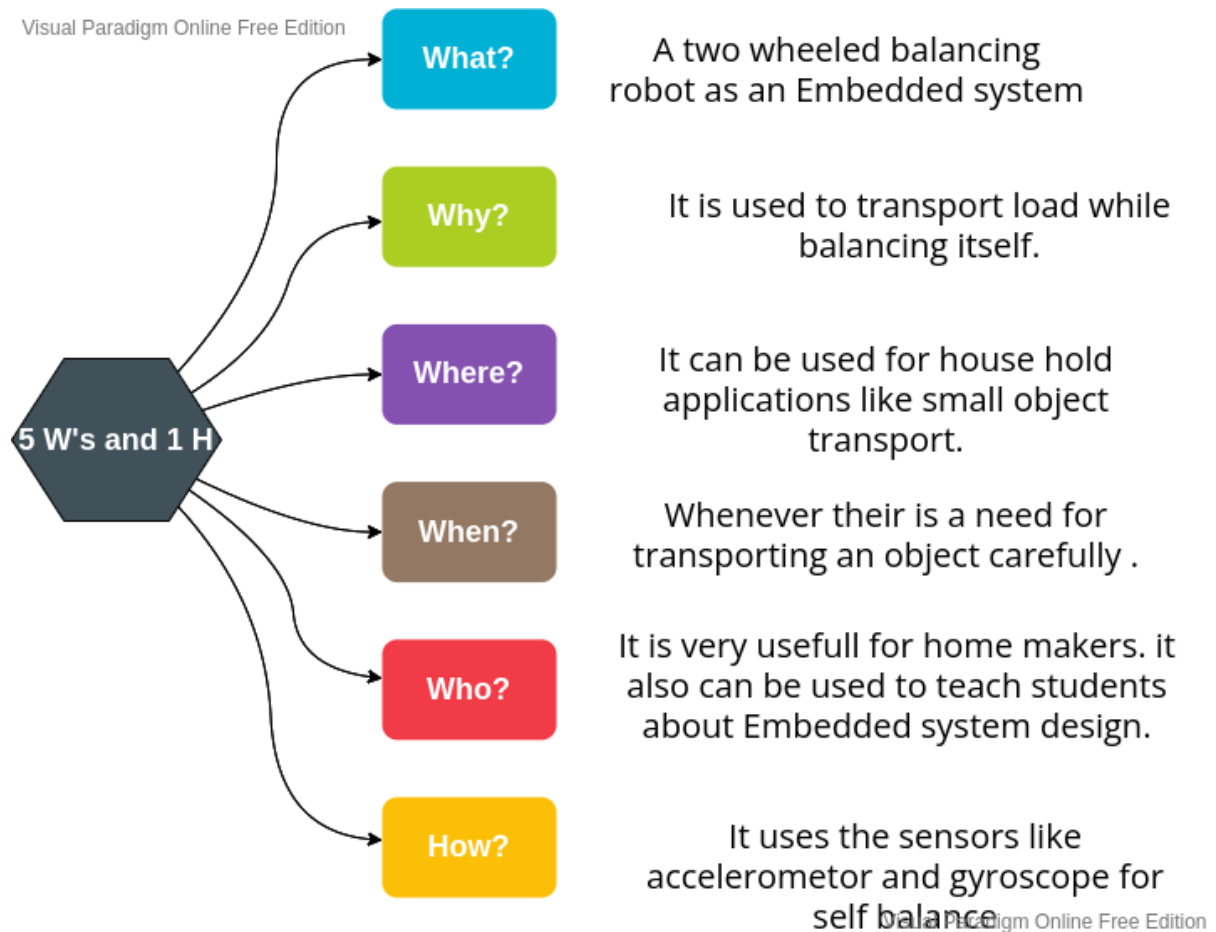 Visual Paradigm Online Free Edition
What?
A two wheeled balancing
robot as an Embedded system
Why?
It is used to transport load while
balancing itself.
Where?
It can be used for house hold
applications like small object
transport.
5 W's and 1 H
When?
Whenever their is a need for
transporting an object carefully .
Who?
It is very usefull for home makers. it
also can be used to teach students
about Embedded system design.
How?
It uses the sensors like
accelerometor and gyroscope for
self balance
Visual Paradigm Online Free Edition